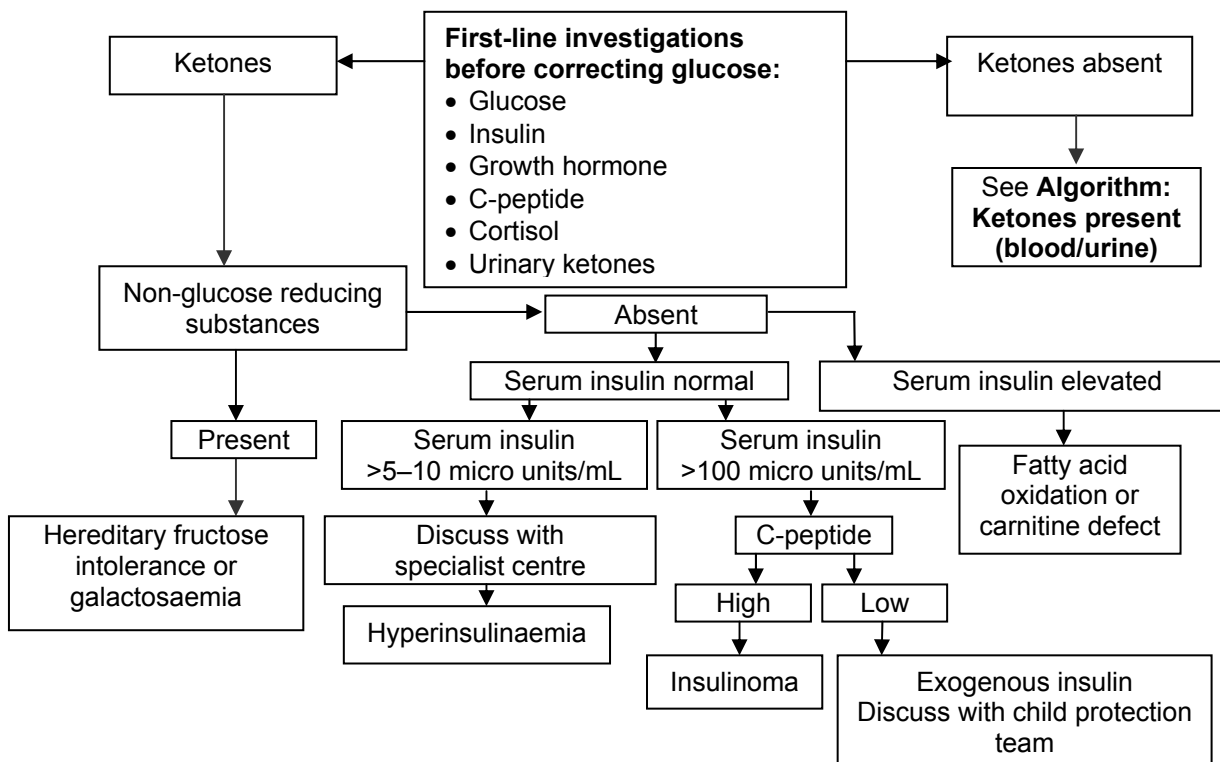 Ketones
First-line investigations
before correcting glucose:
• Glucose
• Insulin
• Growth hormone
• C-peptide
• Cortisol
• Urinary ketones
Ketones absent
See Algorithm:
Ketones present
(blood/urine)
Non-glucose reducing
substances
Absent
Serum insulin normal
Serum insulin elevated
Present
Serum insulin
>5–10 micro units/mL
Serum insulin
>100 micro units/mL
Fatty acid
oxidation or
carnitine defect
Hereditary fructose
intolerance or
galactosaemia
Discuss with
specialist centre
C-peptide
High
Low
Hyperinsulinaemia
Insulinoma
Exogenous insulin
Discuss with child protection
team